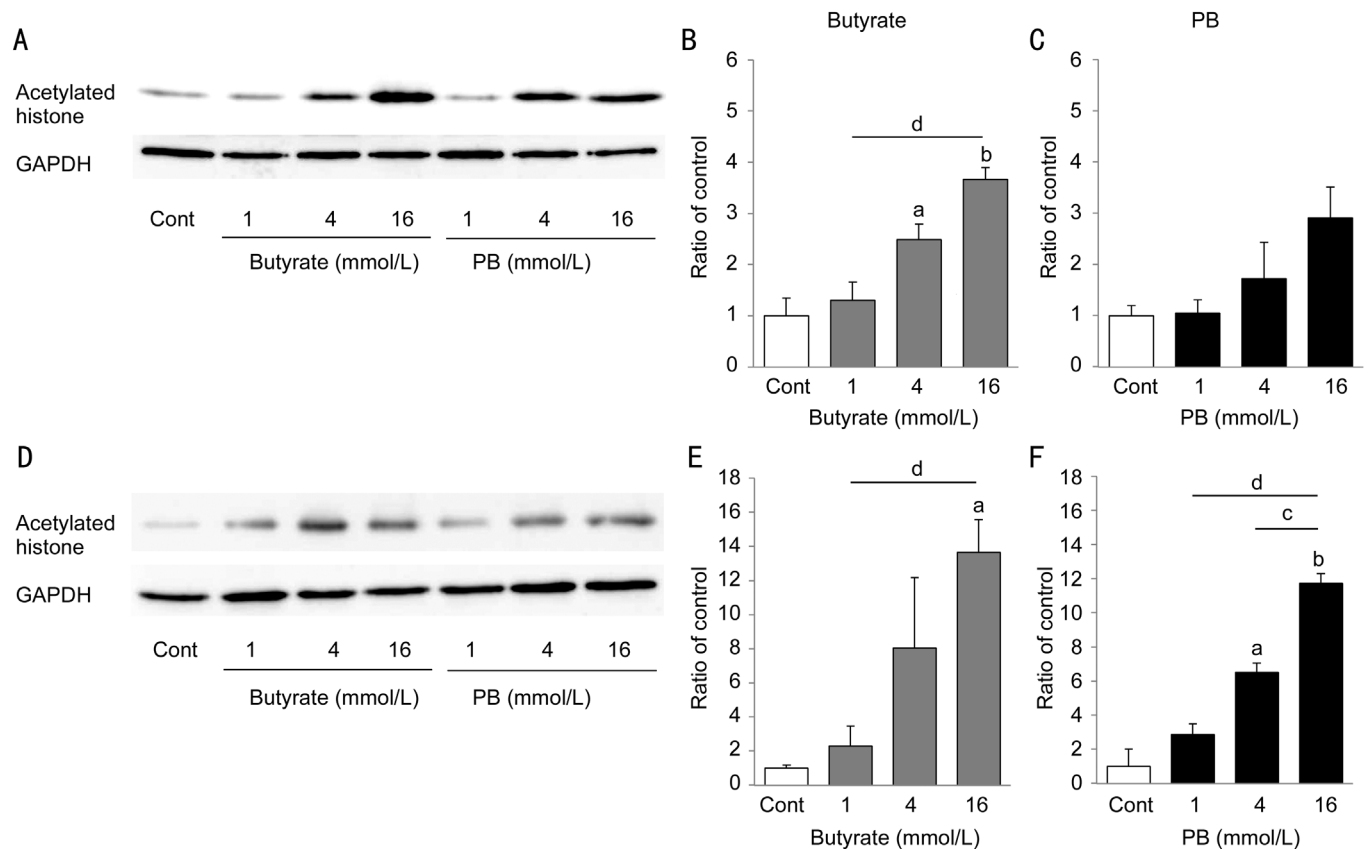 A
Acetylated
histone
GAPDH
Cont 1 4 16 1 4 16
Butyrate (mmol/L) PB (mmol/L)
Butyrate
B
6
5
4
3
2
1
0
Ratio of control
d
a
b
Cont 1 4 16
Butyrate (mmol/L)
PB
C
6
5
4
3
2
1
0
Ratio of control
Cont 1 4 16
PB (mmol/L)
D
Acetylated
histone
GAPDH
Cont 1 4 16 1 4 16
Butyrate (mmol/L) PB (mmol/L)
E
18
16
14
12
10
8
6
4
2
0
Ratio of control
d
a
Cont 1 4 16
Butyrate (mmol/L)
F
18
16
14
12
10
8
6
4
2
0
Ratio of control
d
c
b
a
Cont 1 4 16
PB (mmol/L)